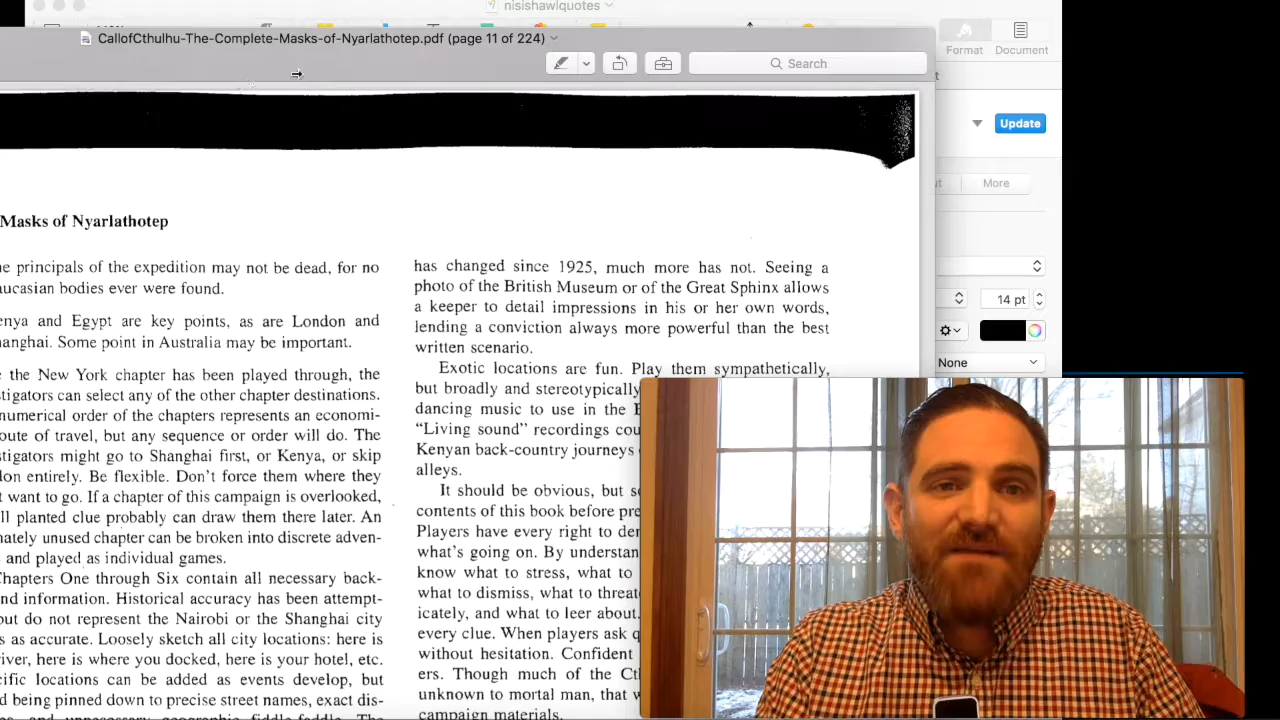 nisishawlquotes
CallofCthulhu-The-Complete-Masks-of-Nyarlathotep.pdf (page 11 of 224)
Search
Format
Document
Update
More
14 pt
None
Masks of Nyarlathotep
e principals of the expedition may not be dead, for no
aucasian bodies ever were found.
enya and Egypt are key points, as are London and
anghai. Some point in Australia may be important.
e the New York chapter has been played through, the
stigators can select any of the other chapter destinations.
numerical order of the chapters represents an economi-
oute of travel, but any sequence or order will do. The
stigators might go to Shanghai first, or Kenya, or skip
don entirely. Be flexible. Don't force them where they
t want to go. If a chapter of this campaign is overlooked,
ll planted clue probably can draw them there later. An
nately unused chapter can be broken into discrete adven-
and played as individual games.
Chapters One through Six contain all necessary back-
nd information. Historical accuracy has been attempt-
out do not represent the Nairobi or the Shanghai city
s as accurate. Loosely sketch all city locations: here is
iver, here is where you docked, here is your hotel, etc.
ific locations can be added as events develop, but
d being pinned down to precise street names, exact dis-
and unnecessary geographic fiddle-faddle. The
has changed since 1925, much more has not. Seeing a
photo of the British Museum or of the Great Sphinx allows
a keeper to detail impressions in his or her own words,
lending a conviction always more powerful than the best
written scenario.
Exotic locations are fun. Play them sympathetically,
but broadly and stereotypically
dancing music to use in the
"Living sound" recordings cou
Kenyan back-country journeys
alleys.
It should be obvious, but s
contents of this book before pre
Players have every right to der
what's going on. By understan
know what to stress, what to
what to dismiss, what to threat
icately, and what to leer about.
every clue. When players ask q
without hesitation. Confident
ers. Though much of the Ct
unknown to mortal man, that w
campaign materials.